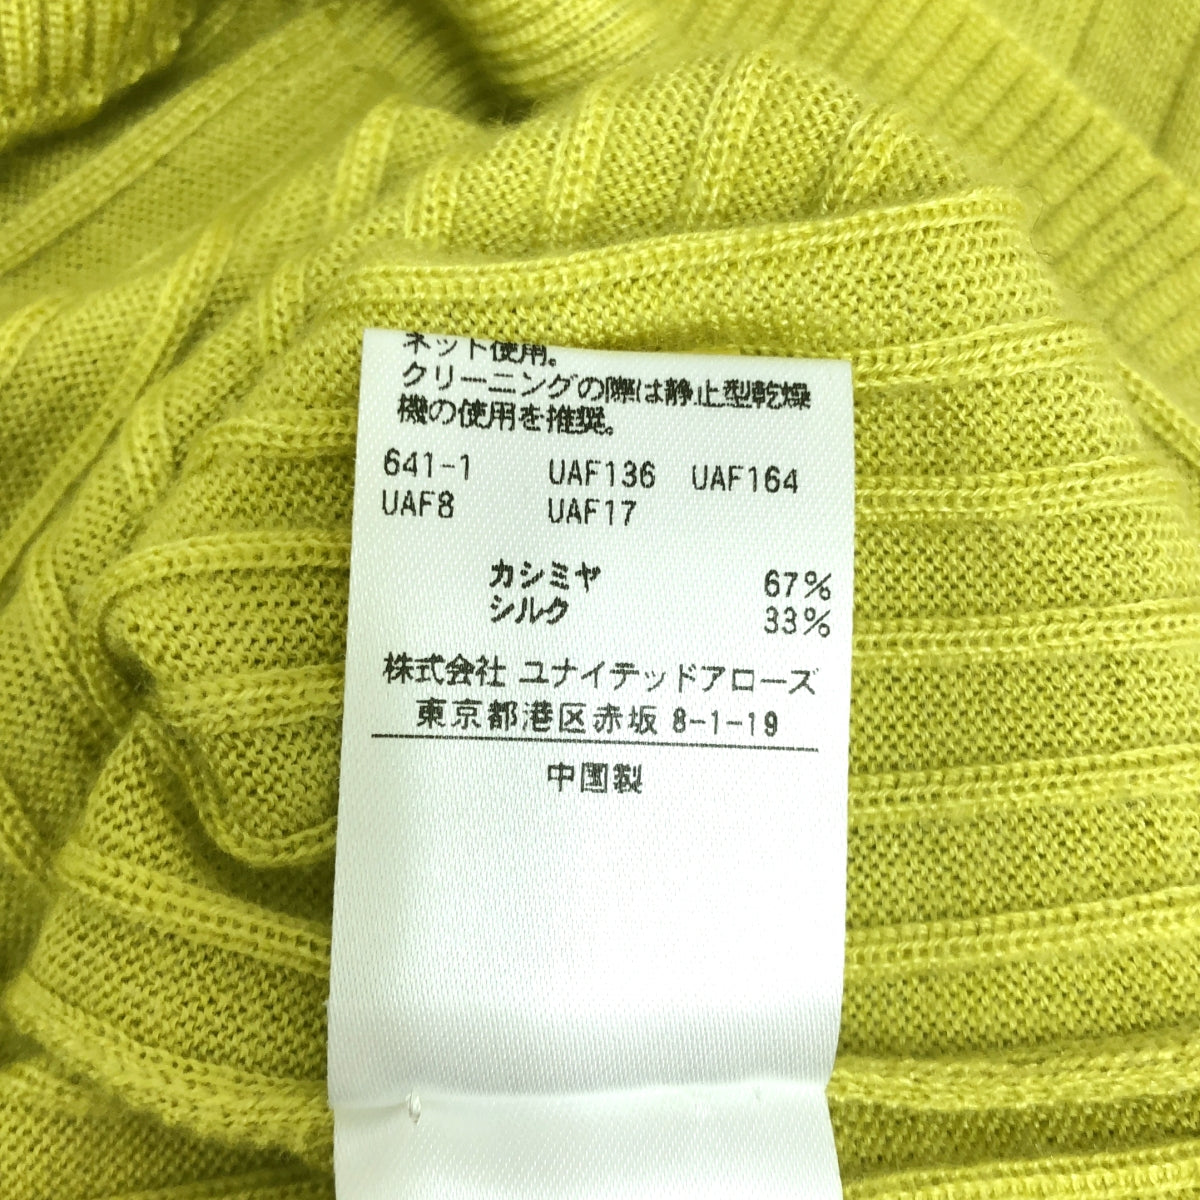 ネット使用。
クリーニングの際は静止型乾燥
機の使用を推奨。
641-1 UAF136 UAF164
UAF8 UAF17
カシミヤ 67%
シルク 33%
株式会社 ユナイテッドアローズ
東京都港区赤坂 8-1-19
中国製